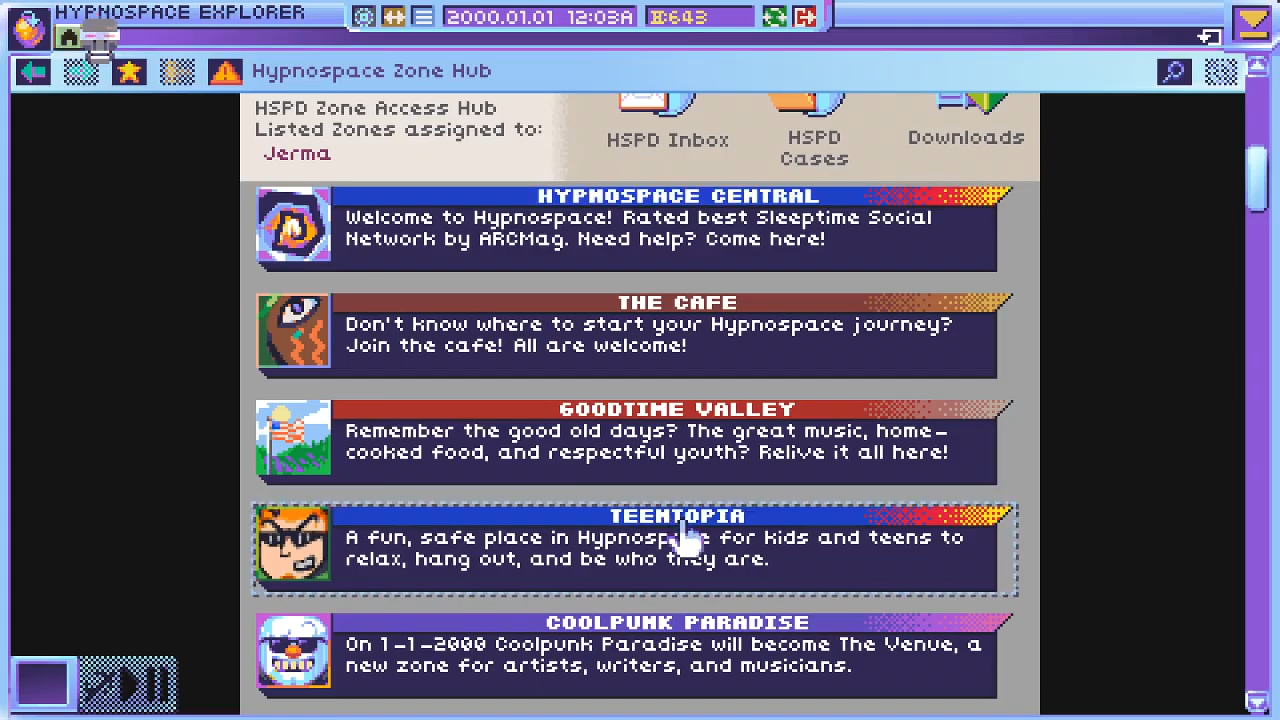 HYPNOSPACE EXPLORER
2000.01.01 12:03A
643
Hypnospace Zone Hub
HSPD Zone Access Hub
Listed Zones assigned to:
Jerma
HSPD Inbox
HSPD
Cases
Downloads
HYPNOSPACE CENTRAL
Welcome to Hypnospace! Rated best Sleeptime Social
Network by ARCMag. Need help? Come here!
THE CAFE
Don't know where to start your Hypnospace journey?
Join the cafe! All are welcome!
GOODTIME VALLEY
Remember the good old days? The great music, home-
cooked food, and respectful youth? Relive it all here!
TEENTOPIA
A fun, safe place in Hypnospace for kids and teens to
relax, hang out, and be who they are.
COOLPUNK PARADISE
On 1-1-2000 Coolpunk Paradise will become The Venue, a
new zone for artists, writers, and musicians.